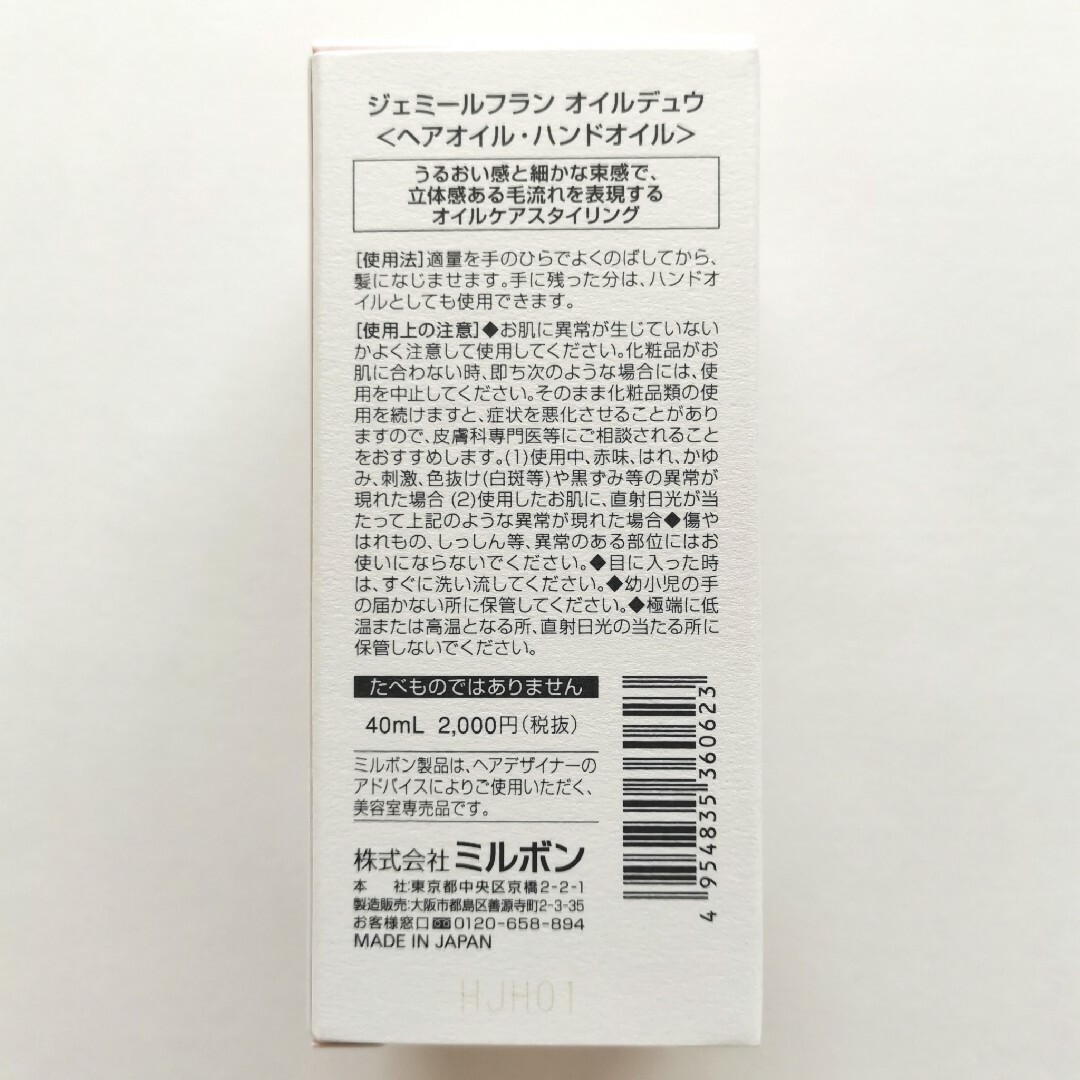 ジェミールフラン オイルデュウ
<ヘアオイル・ハンドオイル>
うるおい感と細かな束感で、
立体感ある毛流れを表現する
オイルケアスタイリング
[使用法]適量を手のひらでよくのばしてから、
髪になじませます。手に残った分は、ハンドオ
イルとしても使用できます。
[使用上の注意]◆お肌に異常が生じていない
かよく注意して使用してください。化粧品がお
肌に合わない時、即ち次のような場合には、使
用を中止してください。そのまま化粧品類の使
用を続けますと、症状を悪化させることがあり
ますので、皮膚科専門医等にご相談されること
をおすすめします。(1)使用中、赤味、はれ、かゆ
み、刺激、色抜け(白斑等)や黒ずみ等の異常が
現れた場合 (2)使用したお肌に、直射日光が当
たって上記のような異常が現れた場合◆傷や
はれもの、しっしん等、異常のある部位にはお
使いにならないでください。◆目に入った時
は、すぐに洗い流してください。◆幼小児の手
の届かない所に保管してください。◆極端に低
温または高温となる所、直射日光の当たる所に
保管しないでください。
たべものではありません
40mL 2,000円(税抜)
ミルボン製品は、ヘアデザイナーの
アドバイスによりご使用いただく、
美容室専売品です。
株式会社 ミルボン
本 社:東京都中央区京橋2-2-1
製造販売:大阪市都島区善源寺町2-3-35
お客様窓口 0120-658-894
MADE IN JAPAN
4 954835 360623
HJH01